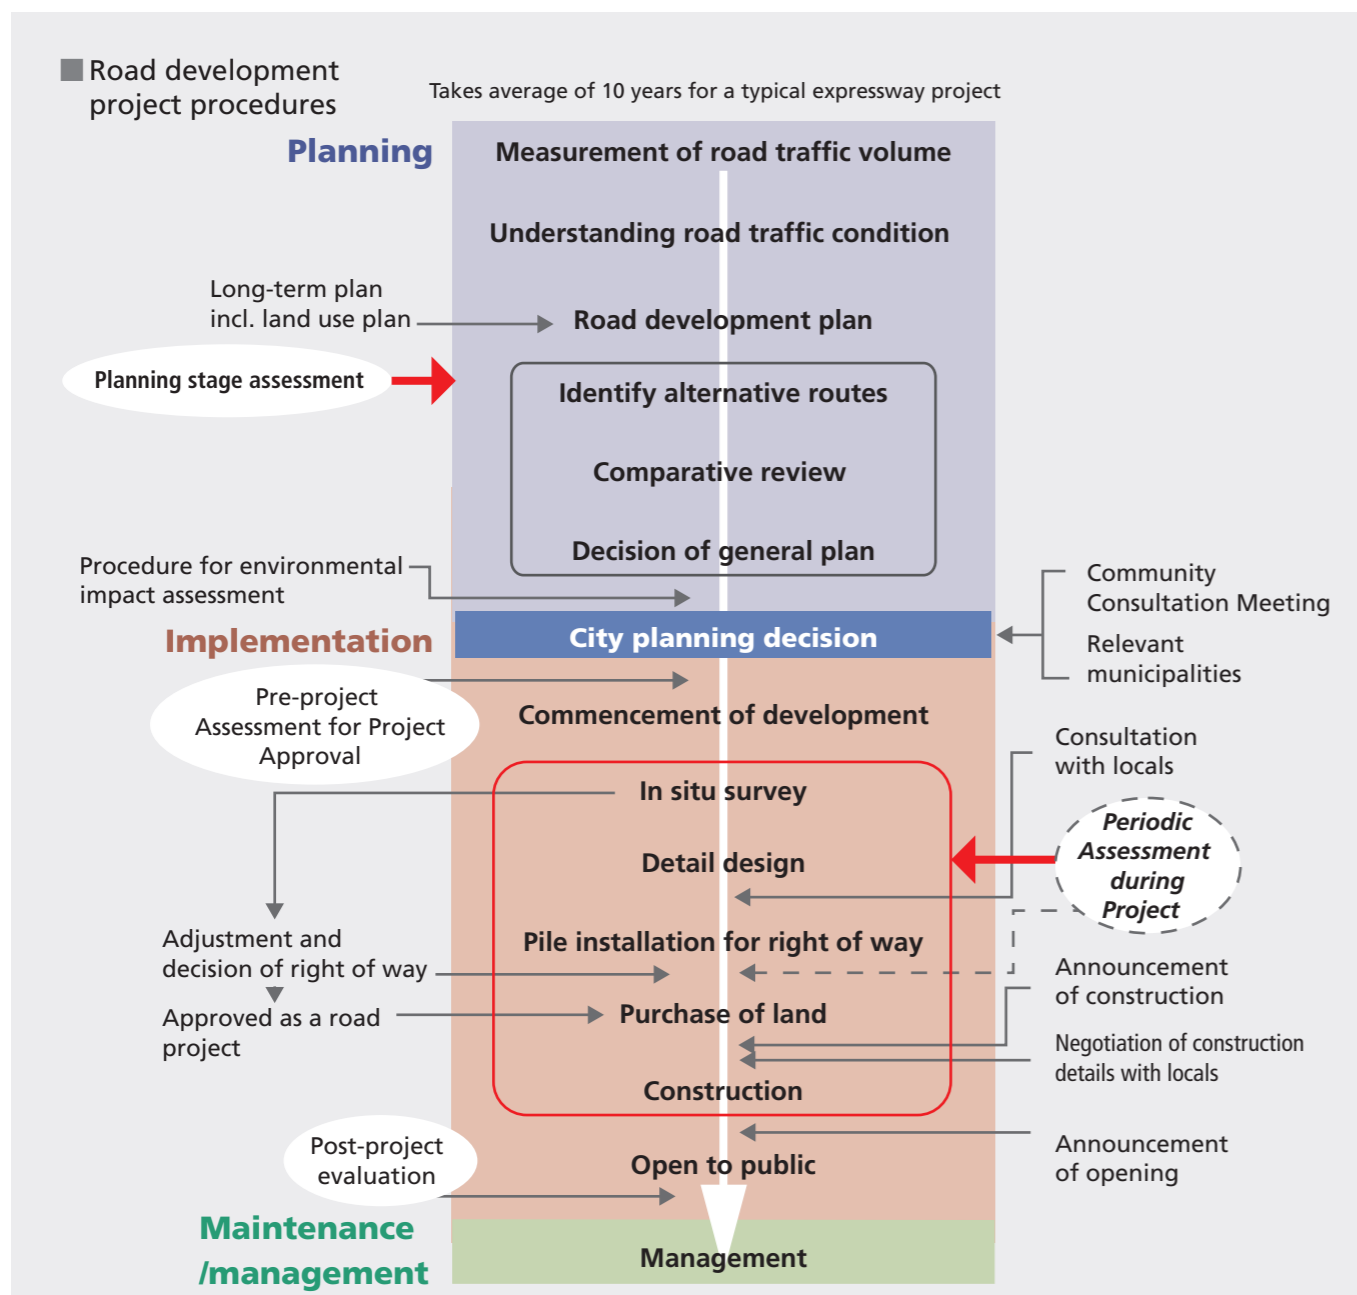 Road development
project procedures
Takes average of 10 years for a typical expressway project
Planning
Measurement of road traffic volume
Understanding road traffic condition
Long-term plan
incl. land use plan
Road development plan
Planning stage assessment
Identify alternative routes
Comparative review
Decision of general plan
Procedure for environmental
impact assessment
Community
Consultation Meeting
Relevant
municipalities
Implementation
City planning decision
Pre-project
Assessment for Project
Approval
Commencement of development
Consultation
with locals
In situ survey
Periodic
Assessment
during
Project
Detail design
Adjustment and
decision of right of way
Pile installation for right of way
Announcement
of construction
Approved as a road
project
Purchase of land
Negotiation of construction
details with locals
Construction
Post-project
evaluation
Announcement
of opening
Open to public
Maintenance
/management
Management